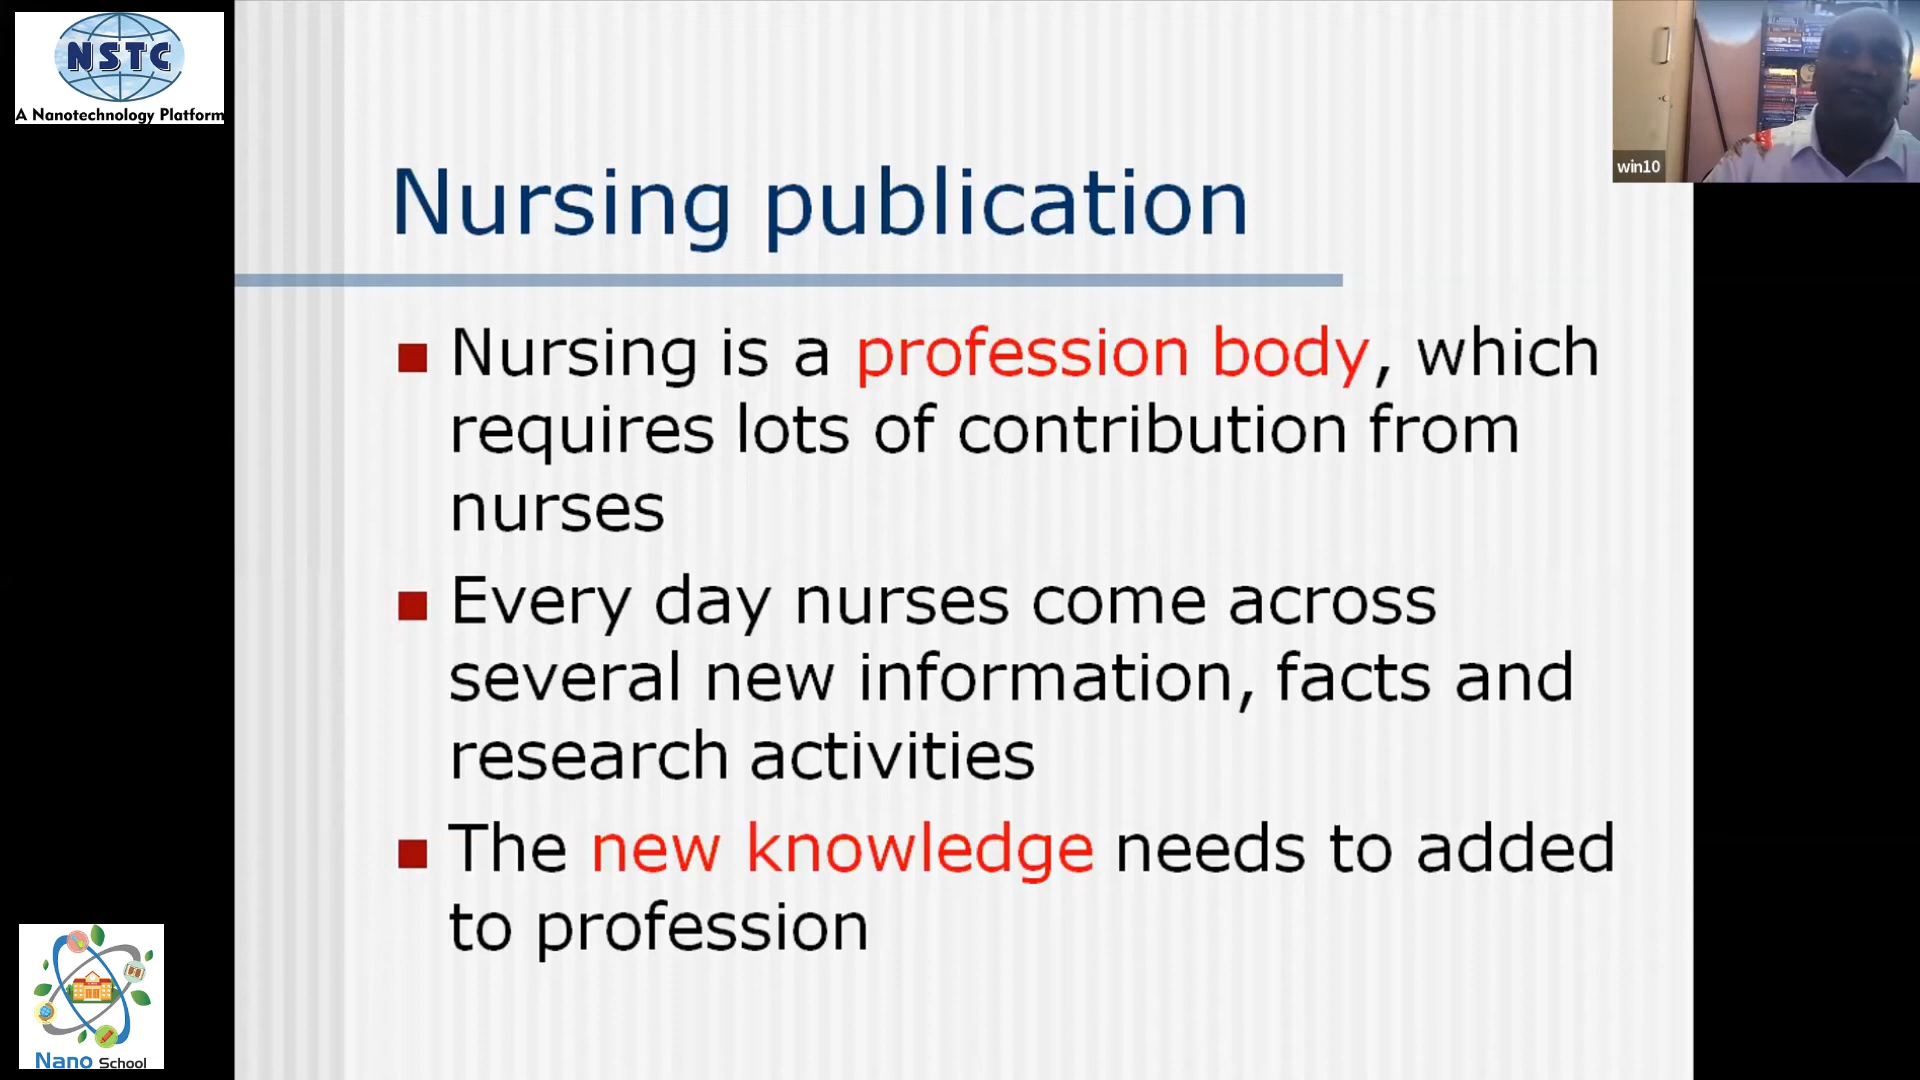 NSTC
A Nanotechnology Platform
win10
Nursing publication
Nursing is a profession body, which
requires lots of contribution from
nurses
Every day nurses come across
several new information, facts and
research activities
The new knowledge needs to added
to profession
Nano School